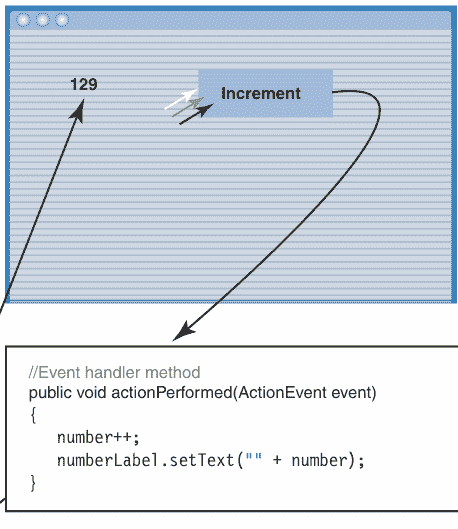 129
Increment
//Event handler method
public void actionPerformed(ActionEvent event)
{
number++;
numberLabel.setText("" + number);
}